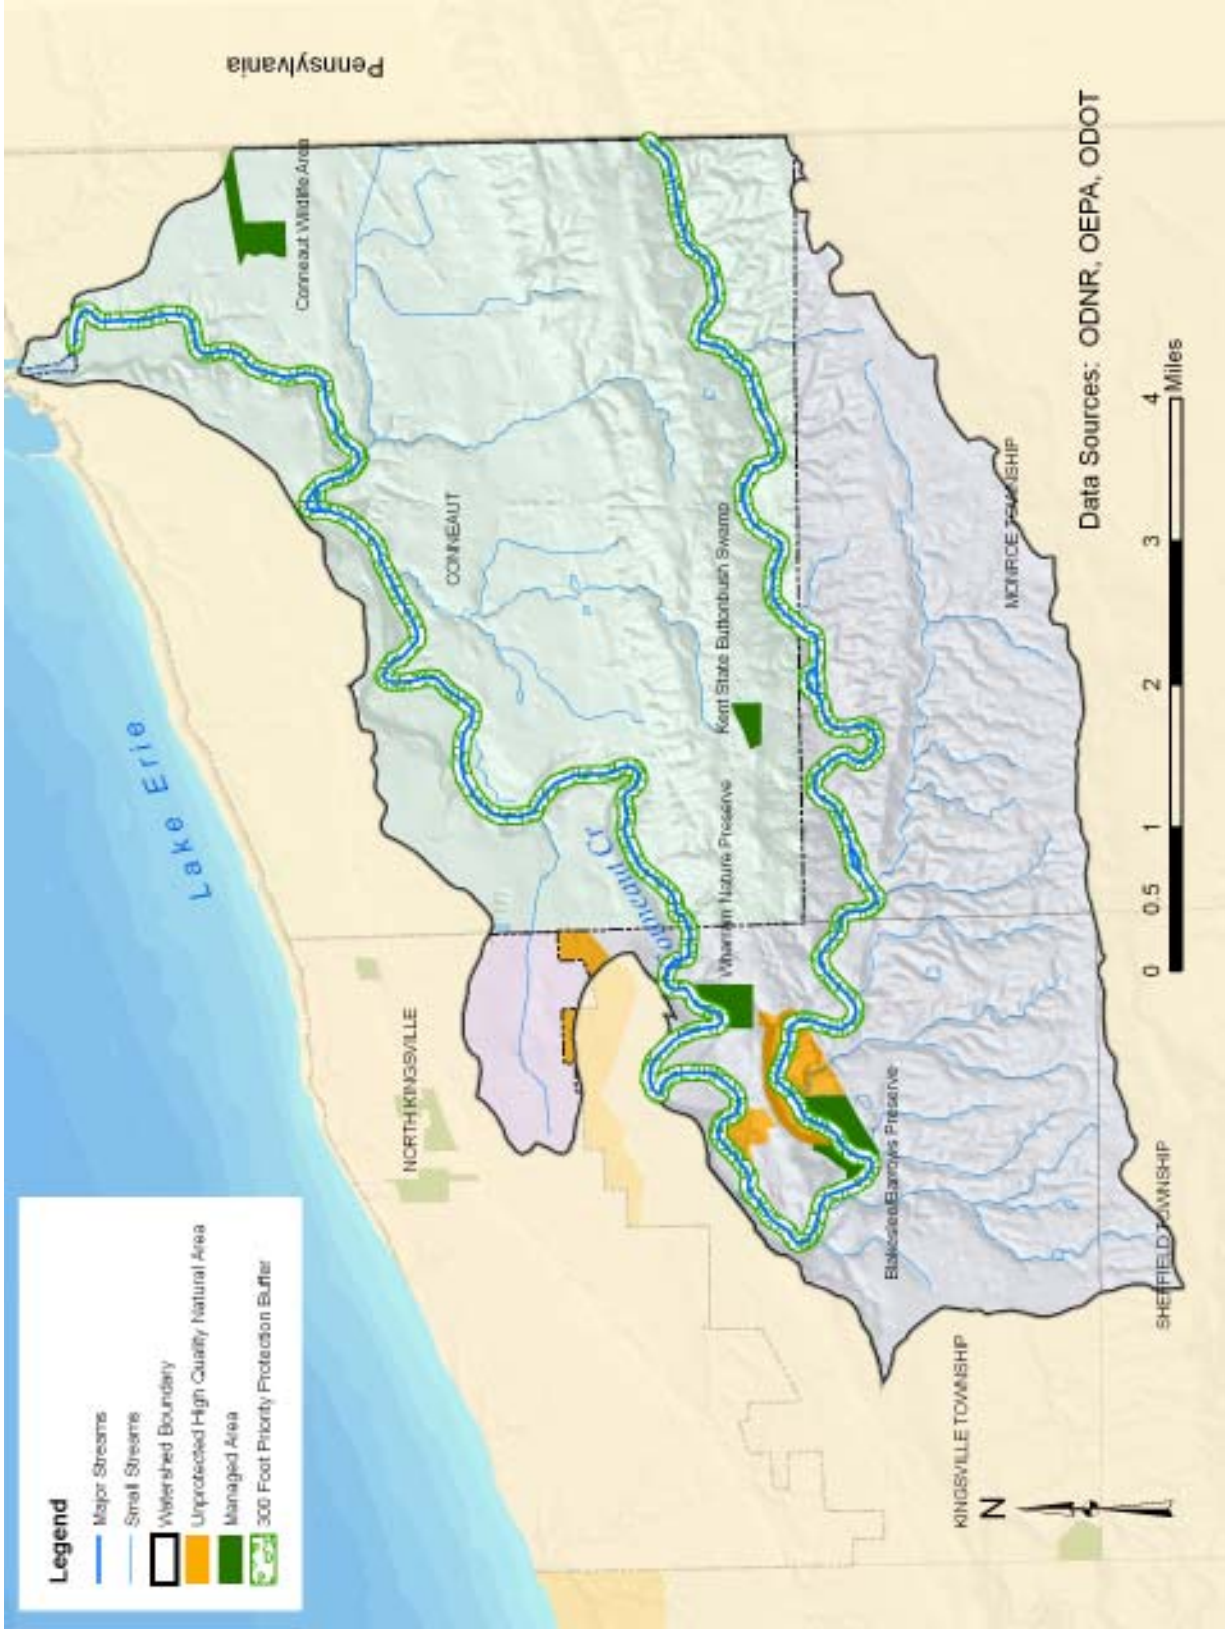 Pennsylvania
Lake Erie
Conneaut Wildlife Area
CONNEAUT
Kent State Buttonbush Swamp
NORTH KINGSVILLE
Wharram Nature Preserve
MONROE TOWNSHIP
Blakeslee/Barrows Preserve
KINGSVILLE TOWNSHIP
SHEFFIELD TOWNSHIP
Legend
Major Streams
Small Streams
Watershed Boundary
Unprotected High Quality Natural Area
Managed Area
300 Foot Priority Protection Buffer
N
0 0.5 1 2 3 4
Miles
Data Sources: ODNR, OEPA, ODOT